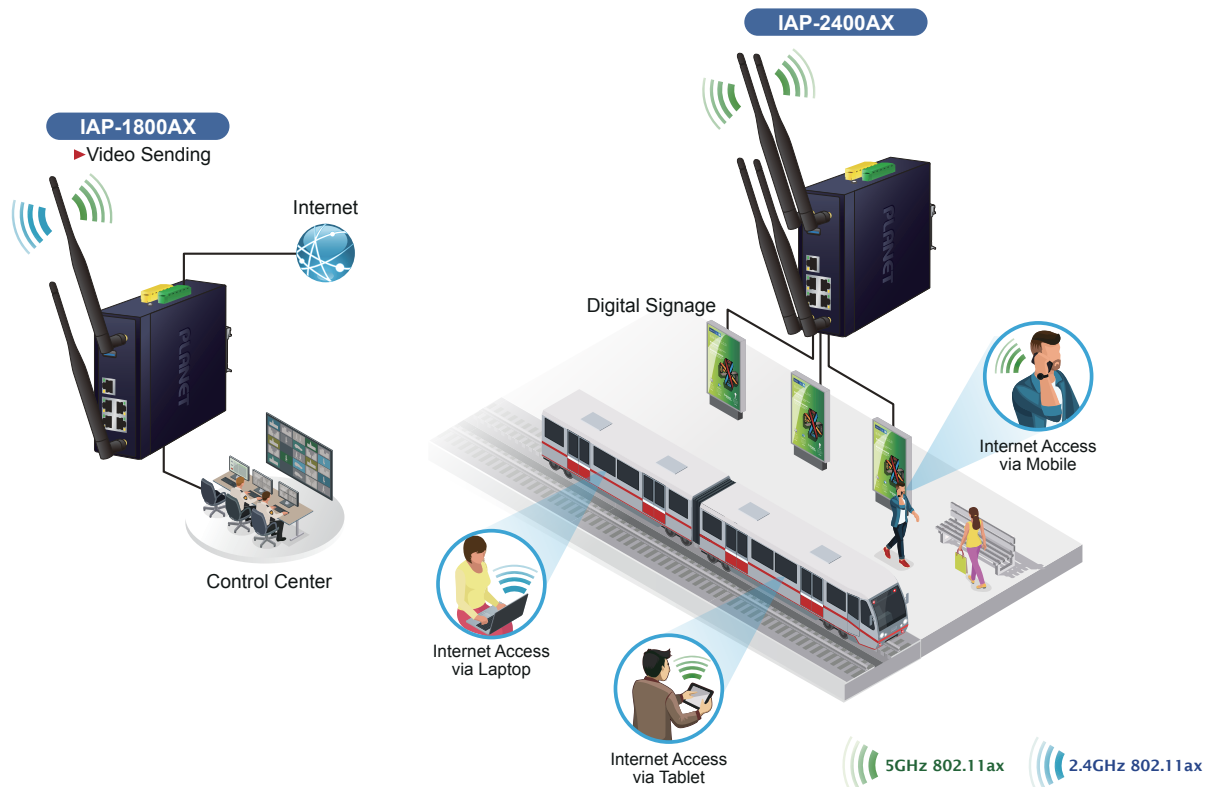 IAP-2400AX
IAP-1800AX
►Video Sending
Internet
PLANET
PLANET
Digital Signage
Internet Access
via Mobile
Control Center
Internet Access
via Laptop
Internet Access
via Tablet
5GHz 802.11ax
2.4GHz 802.11ax